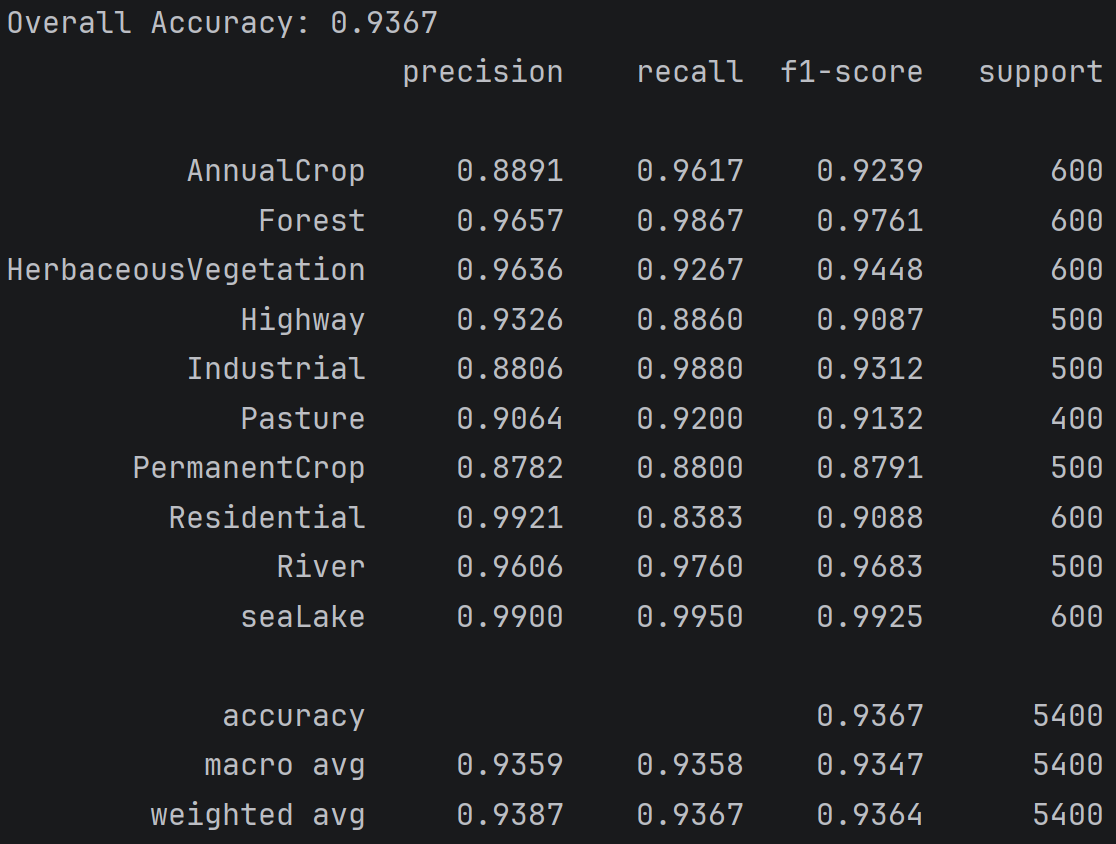 Overall Accuracy: 0.9367
precision recall f1-score support
AnnualCrop 0.8891 0.9617 0.9239 600
Forest 0.9657 0.9867 0.9761 600
HerbaceousVegetation 0.9636 0.9267 0.9448 600
Highway 0.9326 0.8860 0.9087 500
Industrial 0.8806 0.9880 0.9312 500
Pasture 0.9064 0.9200 0.9132 400
PermanentCrop 0.8782 0.8800 0.8791 500
Residential 0.9921 0.8383 0.9088 600
River 0.9606 0.9760 0.9683 500
seaLake 0.9900 0.9950 0.9925 600
accuracy 0.9367 5400
macro avg 0.9359 0.9358 0.9347 5400
weighted avg 0.9387 0.9367 0.9364 5400